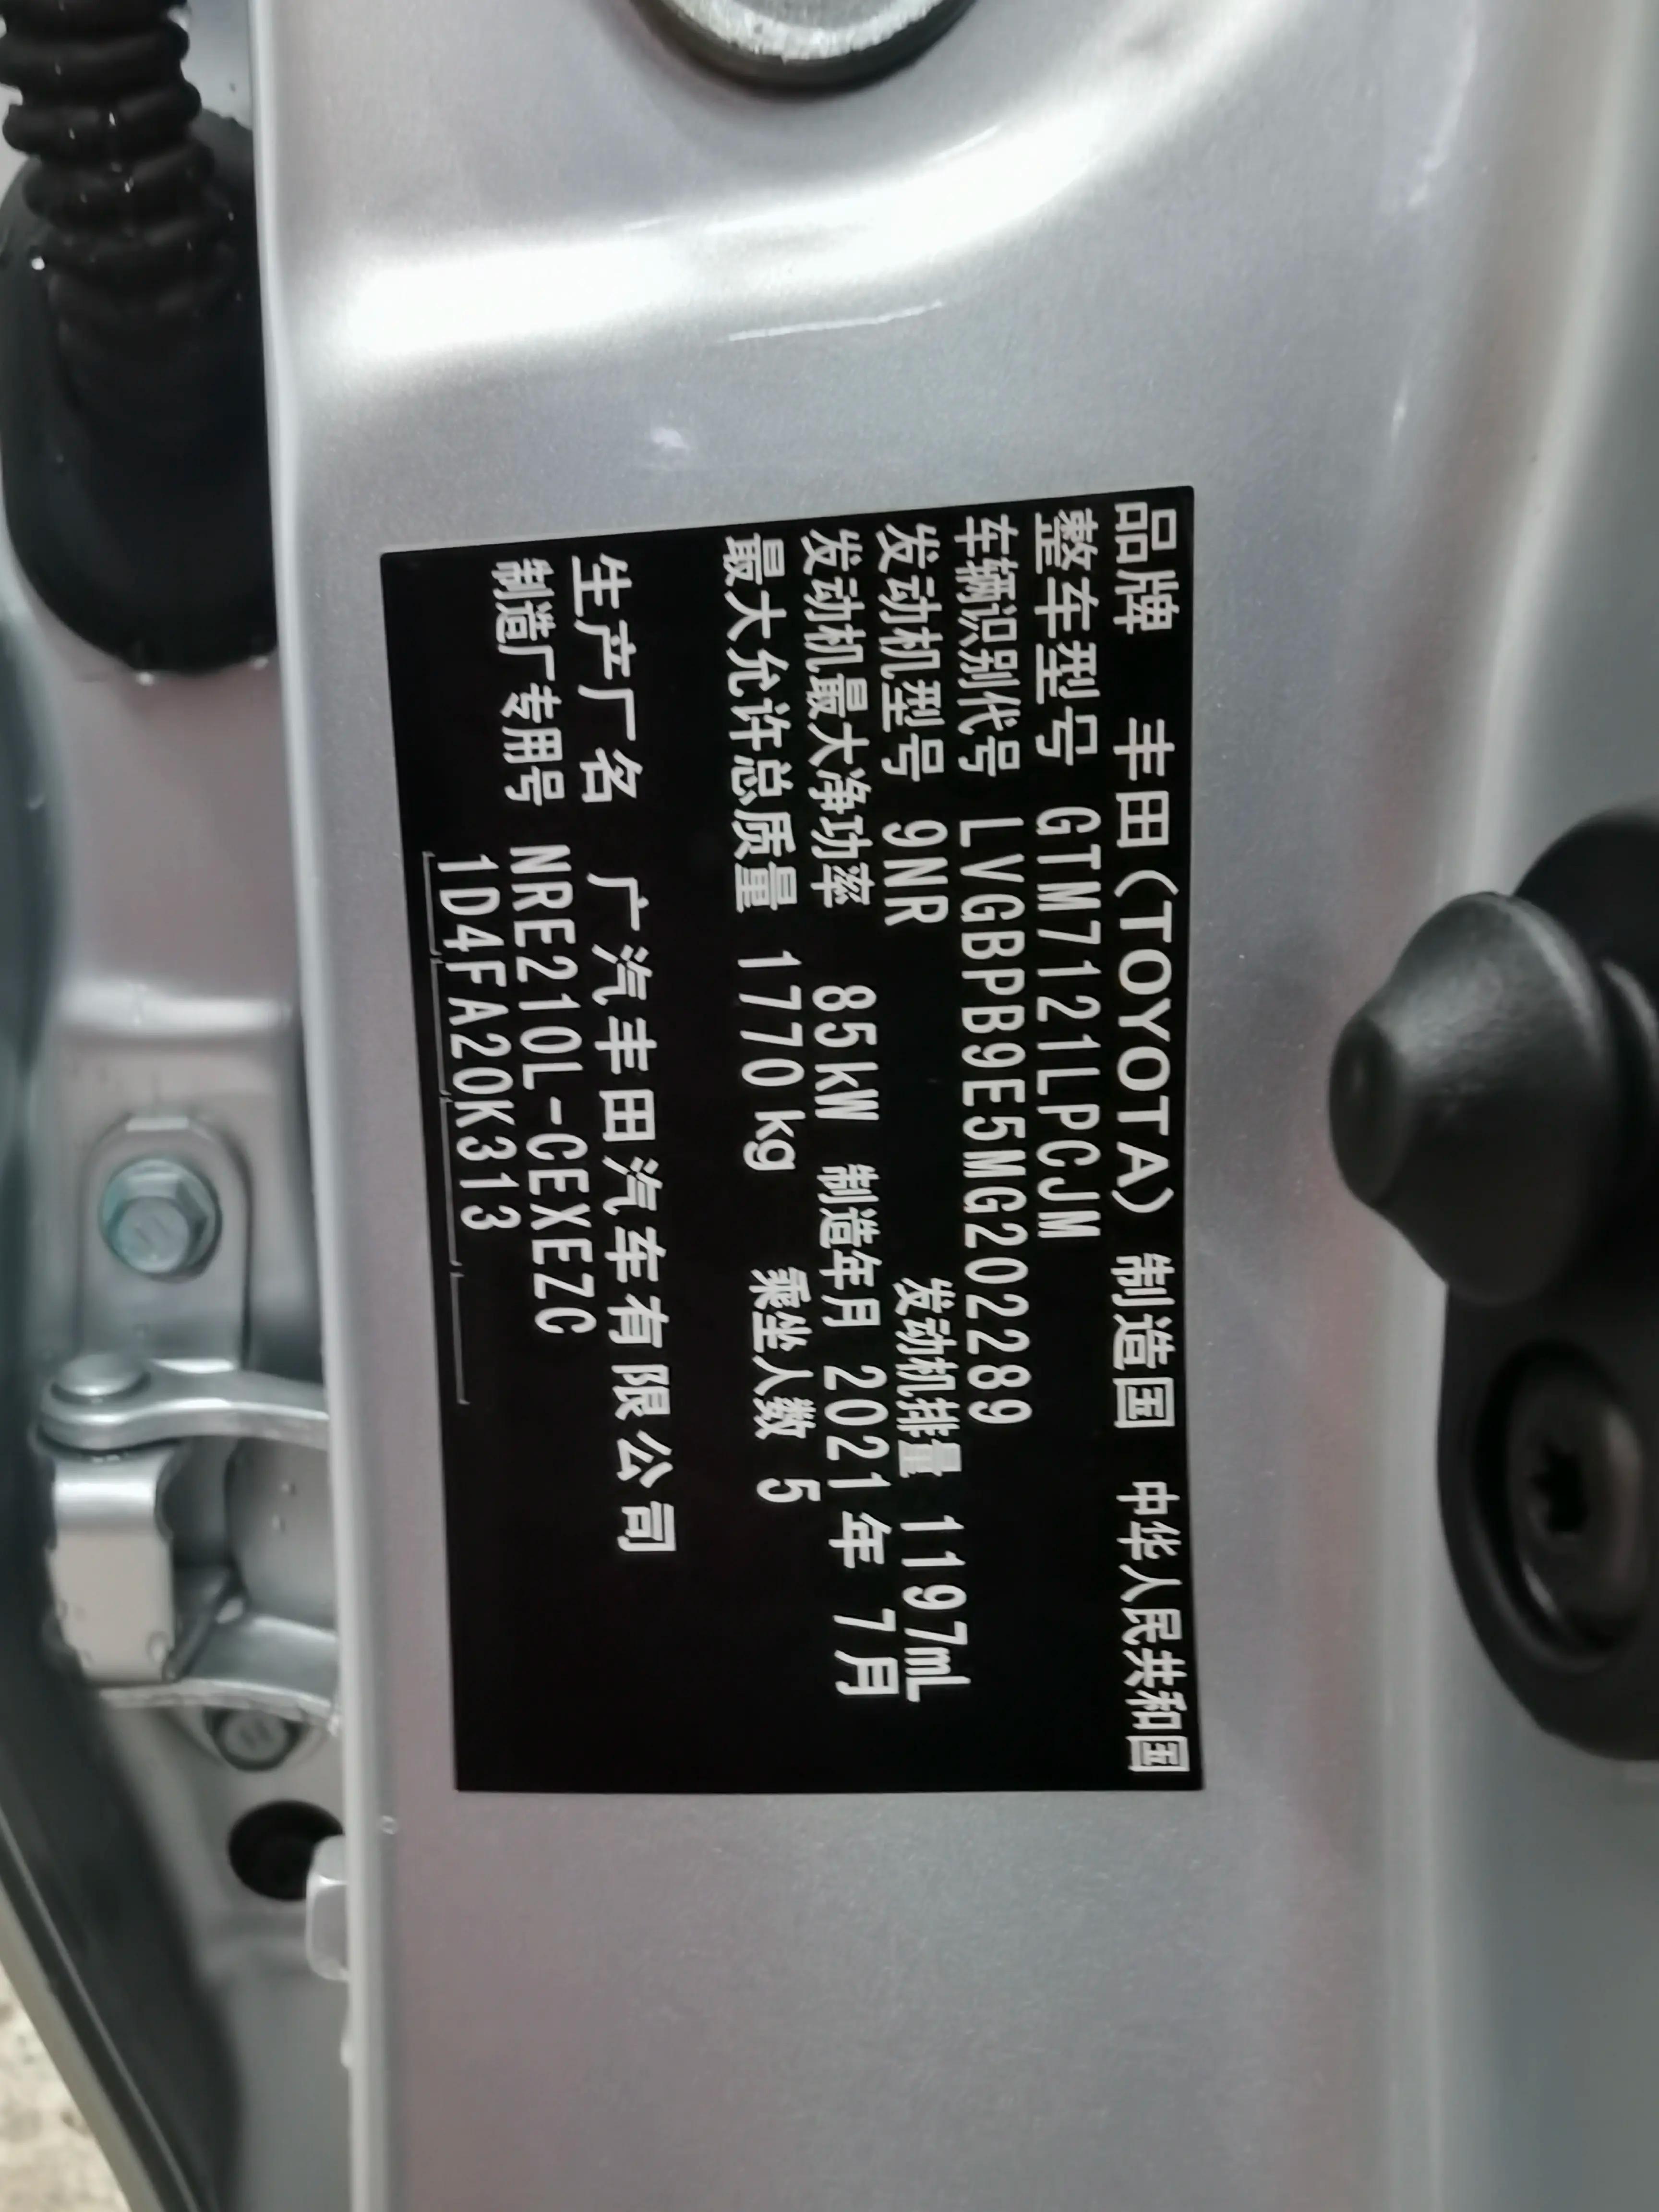 品牌 丰田(TOYOTA) 制造国 中华人民共和国
整车型号 GTM7121LPCJM
车辆识别代号 LVGBPB9E5MG202289
发动机型号 9NR 发动机排量 1197mL
发动机最大净功率 85kW 制造年月 2021年 7月
最大允许总质量 1770kg 乘坐人数 5
生产厂名 广汽丰田汽车有限公司
制造厂专用号 NRE210L-CEXEZC
1D4FA20K313